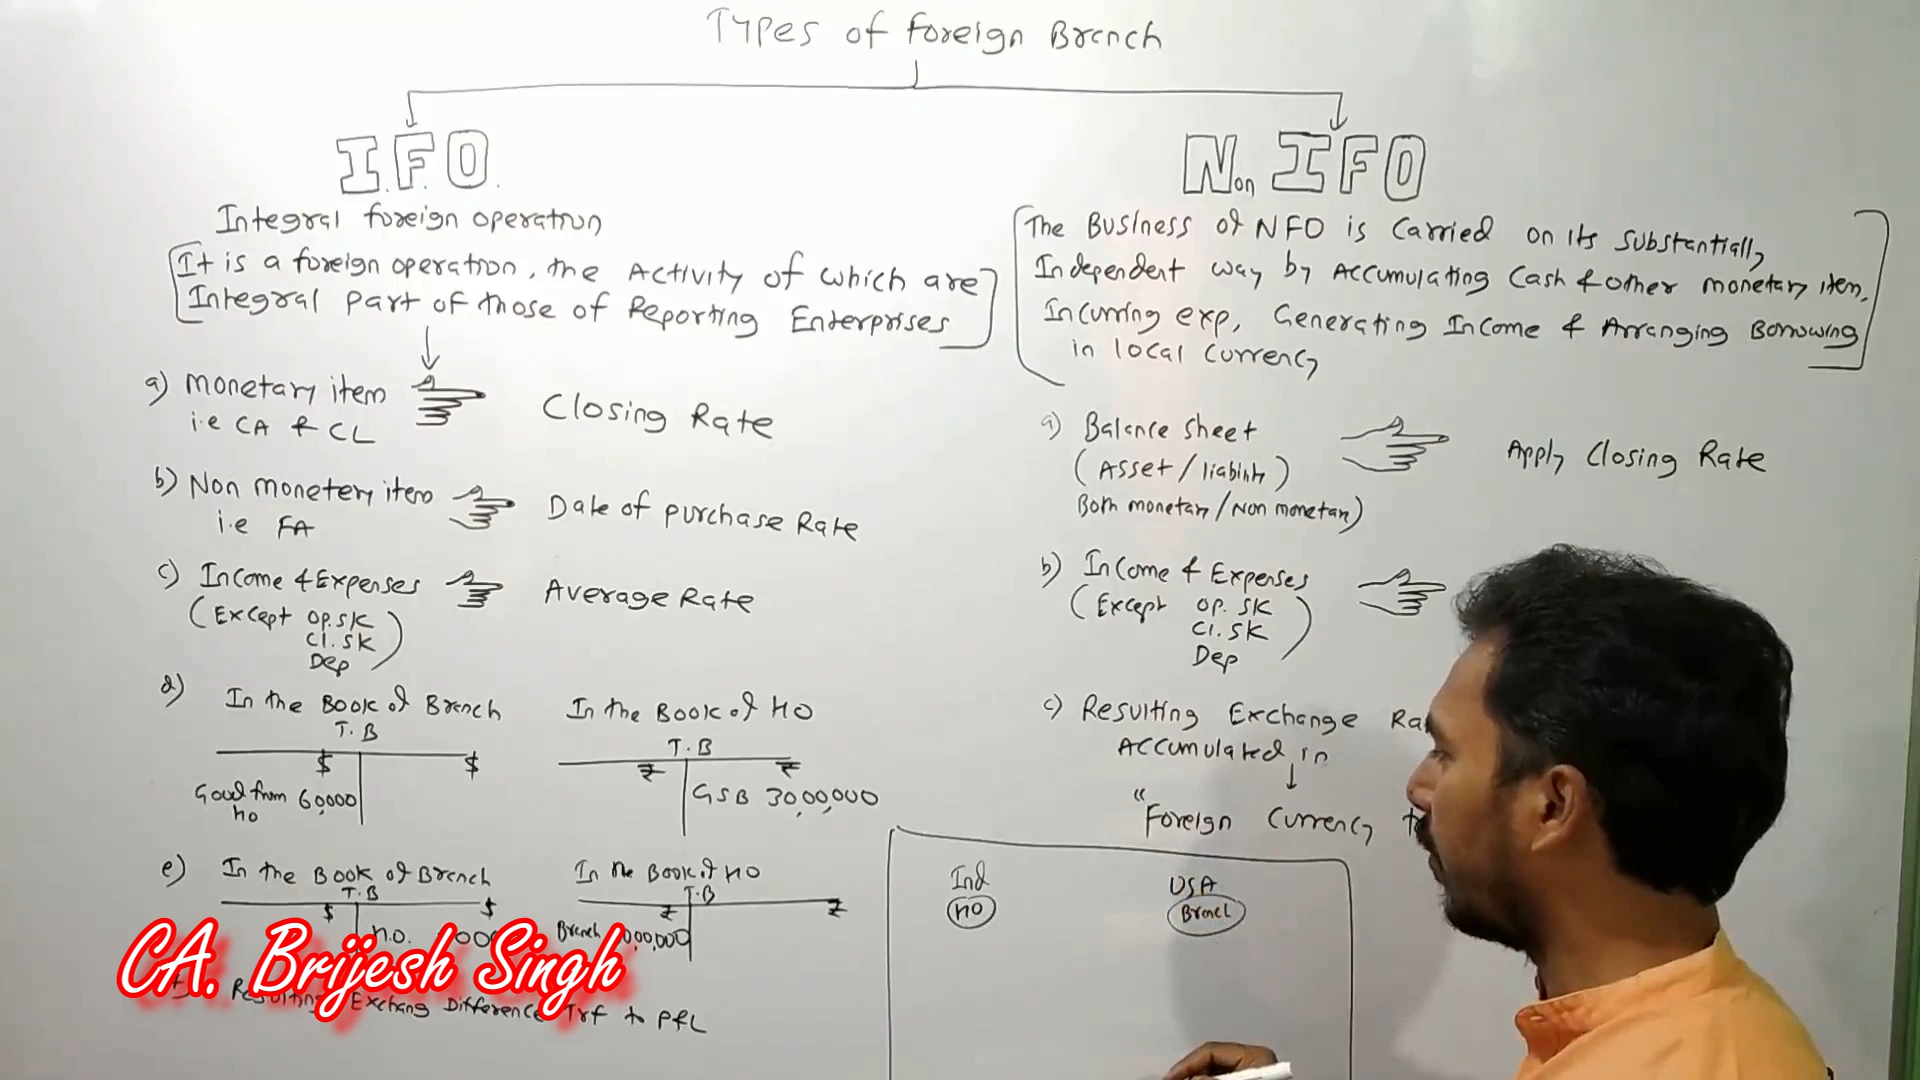 Types of Foreign Branch
I.F.O.
Integral foreign operation
It is a foreign operation, the Activity of which are
Integral part of those of Reporting Enterprises
a) monetary item
i.e CA & CL
Closing Rate
b) Non monetary item
i.e FA
Date of purchase Rate
c) Income & Expenses
(Except op. sk
cl. sk
Dep)
Average Rate
d) In the Book of Branch
T.B
$ $
Good from 60,000
ho
In the Book of HO
T.B
₹ ₹
GSB 30,00,000
e) In the Book of Branch
T.B
$ $
H.O.
In the Book of HO
T.B
₹ ₹
Branch
Resulting Exchang Difference Trf to P&L
CA. Brijesh Singh
Non IFO
The Business of NFO is Carried on its substantially
Independent way by Accumulating Cash & other monetary item,
Incurring exp, Generating Income & Arranging Borrowing
in local currency
a) Balance sheet
(Asset / liability)
Both monetary / Non monetary)
Apply Closing Rate
b) Income & Expenses
(Except op. sk
cl. sk
Dep)
c) Resulting Exchange
Accumulated in
"Foreign Currency
Ind
HO
USA
Branch